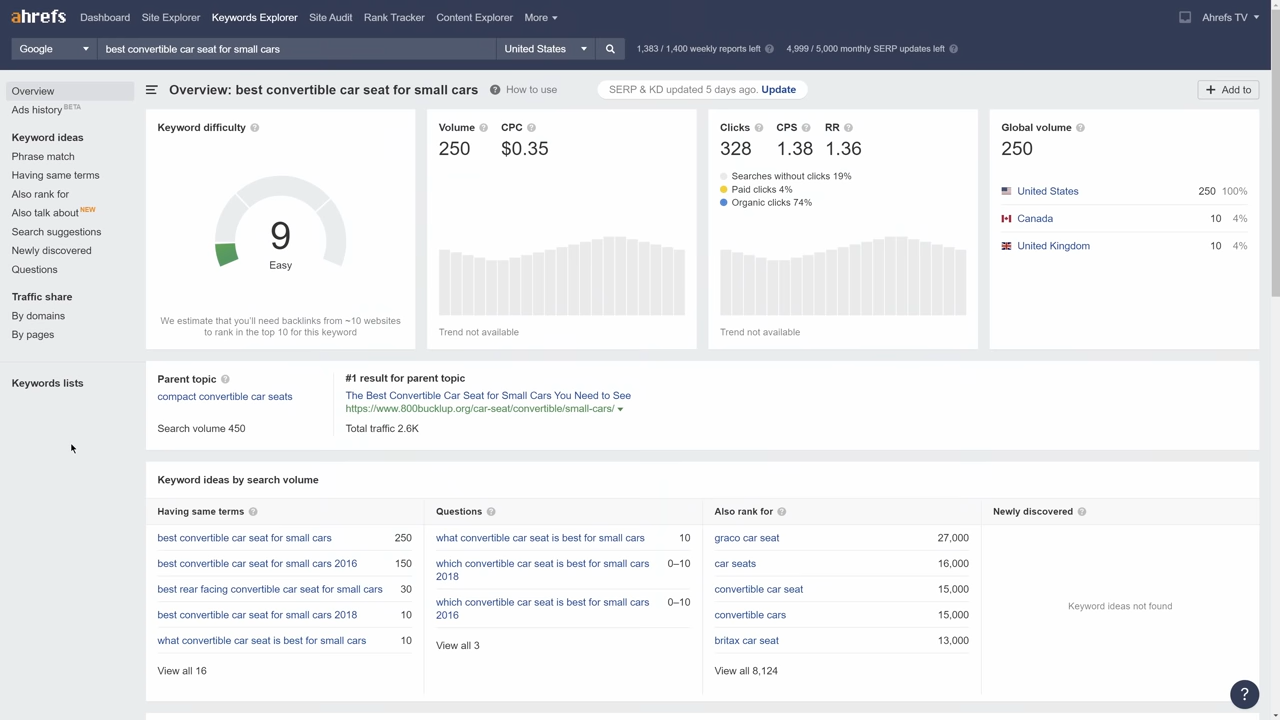 ahrefs Dashboard Site Explorer Keywords Explorer Site Audit Rank Tracker Content Explorer More Ahrefs TV
Google best convertible car seat for small cars United States 1,383 / 1,400 weekly reports left ? 4,999 / 5,000 monthly SERP updates left ?
Overview
Ads history BETA
Keyword ideas
Phrase match
Having same terms
Also rank for
Also talk about NEW
Search suggestions
Newly discovered
Questions
Traffic share
By domains
By pages
Keywords lists
Overview: best convertible car seat for small cars ? How to use SERP & KD updated 5 days ago. Update + Add to
Keyword difficulty ?
9
Easy
We estimate that you'll need backlinks from ~10 websites
to rank in the top 10 for this keyword
Volume ? CPC ?
250 $0.35
Trend not available
Clicks ? CPS ? RR ?
328 1.38 1.36
Searches without clicks 19%
Paid clicks 4%
Organic clicks 74%
Trend not available
Global volume ?
250
United States 250 100%
Canada 10 4%
United Kingdom 10 4%
Parent topic ?
compact convertible car seats
Search volume 450
#1 result for parent topic
The Best Convertible Car Seat for Small Cars You Need to See
https://www.800bucklup.org/car-seat/convertible/small-cars/
Total traffic 2.6K
Keyword ideas by search volume
Having same terms ?
best convertible car seat for small cars 250
best convertible car seat for small cars 2016 150
best rear facing convertible car seat for small cars 30
best convertible car seat for small cars 2018 10
what convertible car seat is best for small cars 10
View all 16
Questions ?
what convertible car seat is best for small cars 10
which convertible car seat is best for small cars 0–10
2018
which convertible car seat is best for small cars 0–10
2016
View all 3
Also rank for ?
graco car seat 27,000
car seats 16,000
convertible car seat 15,000
convertible cars 15,000
britax car seat 13,000
View all 8,124
Newly discovered ?
Keyword ideas not found
?